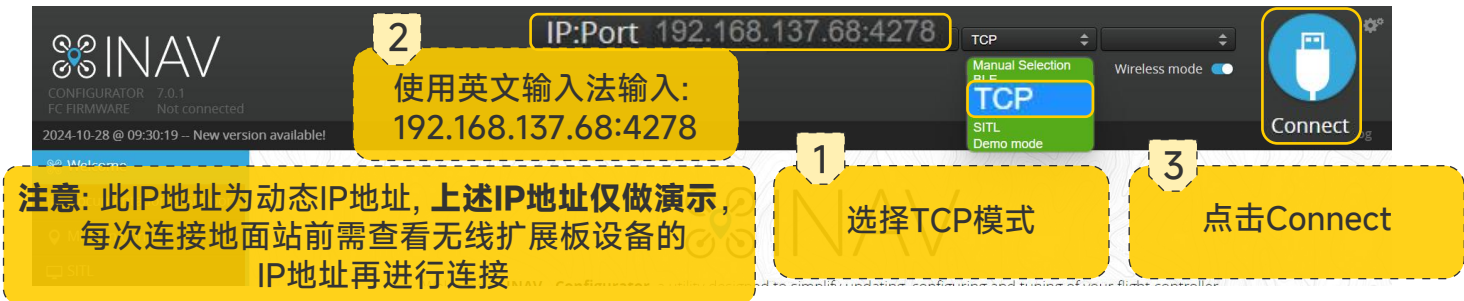 INAV
CONFIGURATOR 7.0.1
FC FIRMWARE Not connected
2
IP:Port 192.168.137.68:4278
使用英文输入法输入:
192.168.137.68:4278
TCP
Manual Selection
BLE
TCP
SITL
Demo mode
Wireless mode
Connect
2024-10-28 @ 09:30:19 -- New version available!
Welcome
注意: 此IP地址为动态IP地址, 上述IP地址仅做演示,
每次连接地面站前需查看无线扩展板设备的
IP地址再进行连接
SITL
1
选择TCP模式
3
点击Connect
INAV